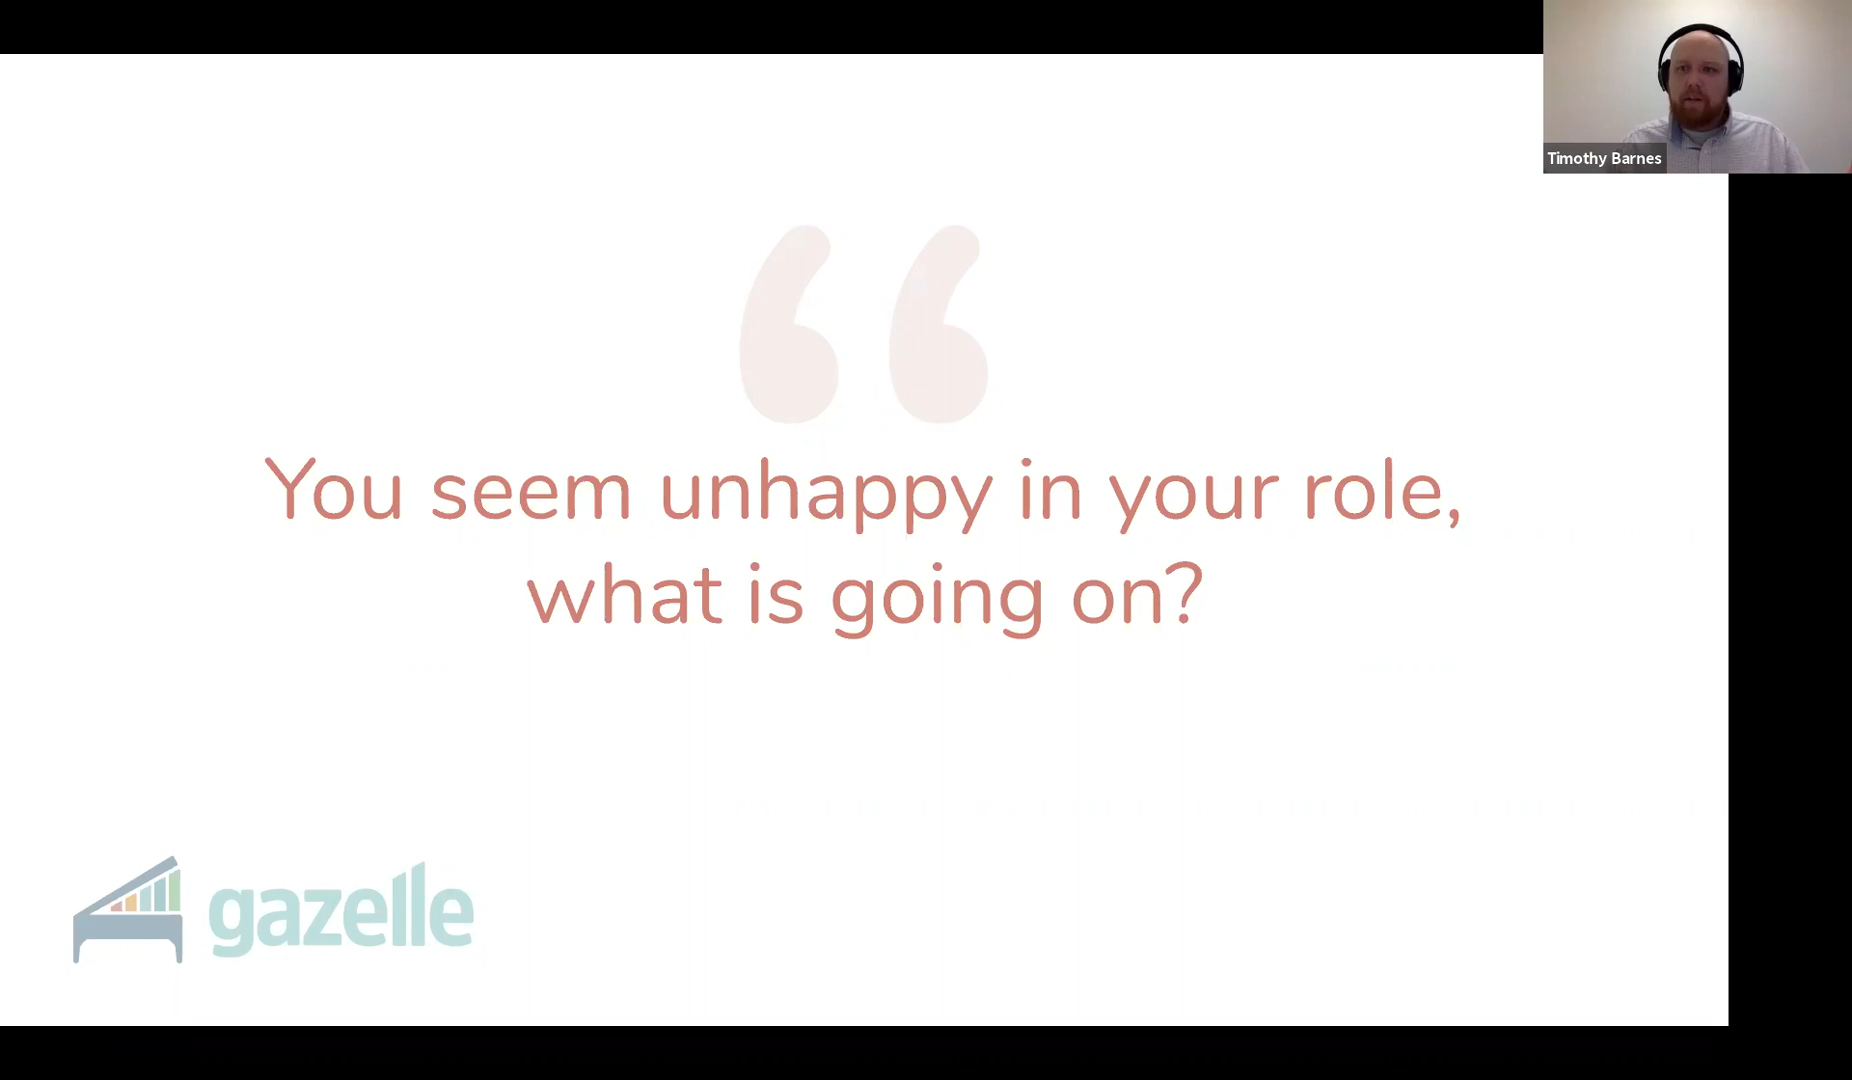 Timothy Barnes
“
You seem unhappy in your role,
what is going on?
gazelle